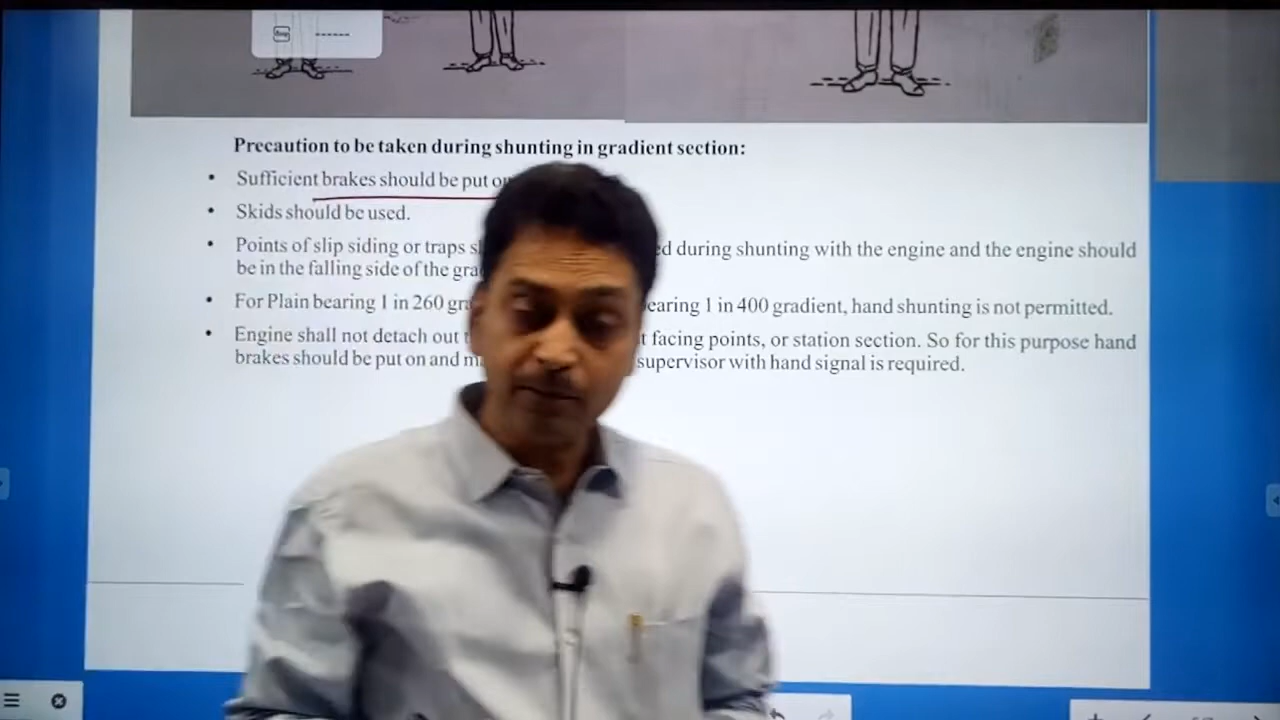 Precaution to be taken during shunting in gradient section:
• Sufficient brakes should be put
• Skids should be used.
• Points of slip siding or traps during shunting with the engine and the engine should
be in the falling side of the
• For Plain bearing 1 in 260 1 in 400 gradient, hand shunting is not permitted.
• Engine shall not detach out facing points, or station section. So for this purpose hand
brakes should be put on and supervisor with hand signal is required.